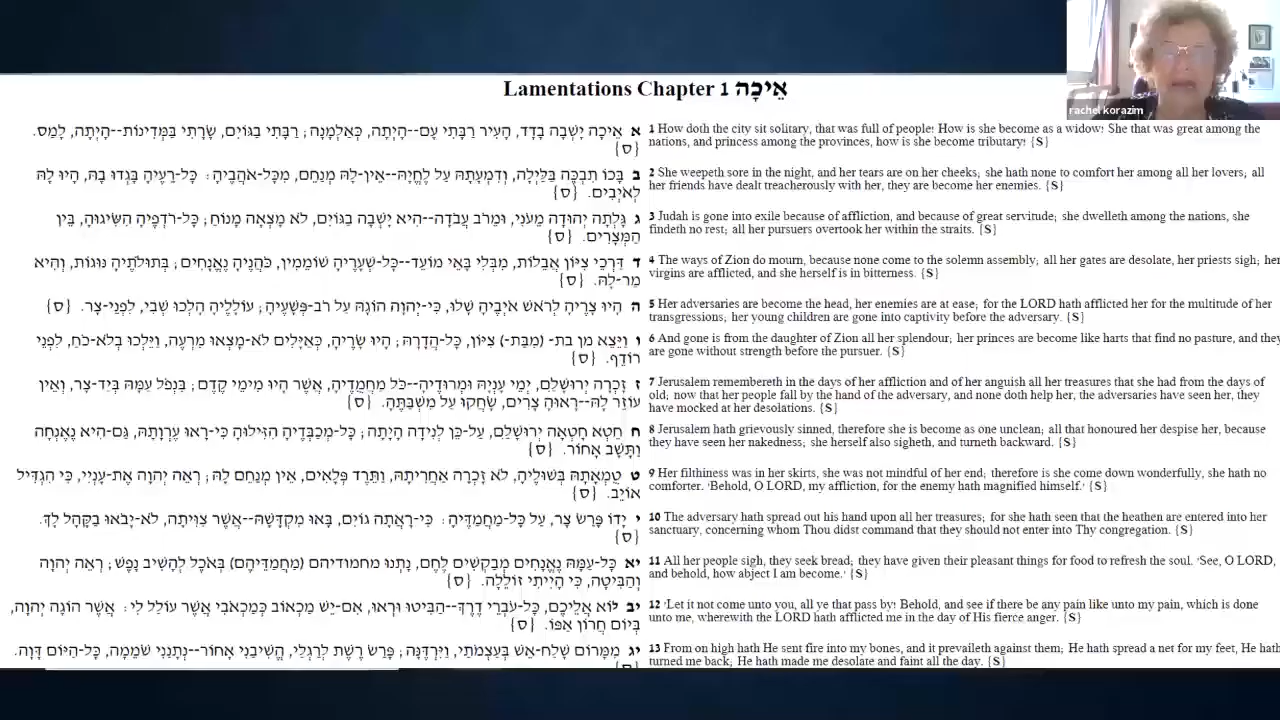 Lamentations Chapter 1 אֵיכָה
rachel korazim
א אֵיכָה יָשְׁבָה בָדָד, הָעִיר רַבָּתִי עָם--הָיְתָה, כְּאַלְמָנָה; רַבָּתִי בַגּוֹיִם, שָׂרָתִי בַּמְּדִינוֹת--הָיְתָה, לָמַס.
{ס}
ב בָּכוֹ תִבְכֶּה בַּלַּיְלָה, וְדִמְעָתָהּ עַל לֶחֱיָהּ--אֵין-לָהּ מְנַחֵם, מִכָּל-אֹהֲבֶיהָ: כָּל-רֵעֶיהָ בָּגְדוּ בָהּ, הָיוּ לָהּ
לְאֹיְבִים. {ס}
ג גָּלְתָה יְהוּדָה מֵעֹנִי, וּמֵרֹב עֲבֹדָה--הִיא יָשְׁבָה בַגּוֹיִם, לֹא מָצְאָה מָנוֹחַ; כָּל-רֹדְפֶיהָ הִשִּׂיגוּהָ, בֵּין
הַמְּצָרִים. {ס}
ד דַּרְכֵי צִיּוֹן אֲבֵלוֹת, מִבְּלִי בָּאֵי מוֹעֵד--כָּל-שְׁעָרֶיהָ שׁוֹמֵמִין, כֹּהֲנֶיהָ נֶאֱנָחִים; בְּתוּלֹתֶיהָ נּוּגוֹת, וְהִיא
מַר-לָהּ. {ס}
ה הָיוּ צָרֶיהָ לְרֹאשׁ אֹיְבֶיהָ שָׁלוּ, כִּי-יְהוָה הוֹגָהּ עַל רֹב-פְּשָׁעֶיהָ; עוֹלָלֶיהָ הָלְכוּ שְׁבִי, לִפְנֵי-צָר. {ס}
ו וַיֵּצֵא מן בת- (מִבַּת-) צִיּוֹן, כָּל-הֲדָרָהּ; הָיוּ שָׂרֶיהָ, כְּאַיָּלִים לֹא-מָצְאוּ מִרְעֶה, וַיֵּלְכוּ בְלֹא-כֹחַ, לִפְנֵי
רוֹדֵף. {ס}
ז זָכְרָה יְרוּשָׁלִַם, יְמֵי עָנְיָהּ וּמְרוּדֶיהָ--כֹּל מַחֲמֻדֶיהָ, אֲשֶׁר הָיוּ מִימֵי קֶדֶם; בִּנְפֹל עַמָּהּ בְּיַד-צָר, וְאֵין
עוֹזֵר לָהּ--רָאוּהָ צָרִים, שָׂחֲקוּ עַל מִשְׁבַּתֶּהָ. {ס}
ח חֵטְא חָטְאָה יְרוּשָׁלִַם, עַל-כֵּן לְנִידָה הָיָתָה; כָּל-מְכַבְּדֶיהָ הִזִּילוּהָ כִּי-רָאוּ עֶרְוָתָהּ, גַּם-הִיא נֶאֶנְחָה
וַתָּשָׁב אָחוֹר. {ס}
ט טֻמְאָתָהּ בְּשׁוּלֶיהָ, לֹא זָכְרָה אַחֲרִיתָהּ, וַתֵּרֶד פְּלָאִים, אֵין מְנַחֵם לָהּ; רְאֵה יְהוָה אֶת-עָנְיִי, כִּי הִגְדִּיל
אוֹיֵב. {ס}
י יָדוֹ פָּרַשׂ צָר, עַל כָּל-מַחֲמַדֶּיהָ: כִּי-רָאֲתָה גוֹיִם, בָּאוּ מִקְדָּשָׁהּ--אֲשֶׁר צִוִּיתָה, לֹא-יָבֹאוּ בַקָּהָל לָךְ.
{ס}
יא כָּל-עַמָּהּ נֶאֱנָחִים מְבַקְשִׁים לֶחֶם, נָתְנוּ מחמודיהם (מַחֲמַדֵּיהֶם) בְּאֹכֶל לְהָשִׁיב נָפֶשׁ; רְאֵה יְהוָה
וְהַבִּיטָה, כִּי הָיִיתִי זוֹלֵלָה. {ס}
יב לוֹא אֲלֵיכֶם, כָּל-עֹבְרֵי דֶרֶךְ--הַבִּיטוּ וּרְאוּ, אִם-יֵשׁ מַכְאוֹב כְּמַכְאֹבִי אֲשֶׁר עוֹלַל לִי: אֲשֶׁר הוֹגָה יְהוָה,
בְּיוֹם חֲרוֹן אַפּוֹ. {ס}
יג מִמָּרוֹם שָׁלַח-אֵשׁ בְּעַצְמֹתַי, וַיִּרְדֶּנָּה; פָּרַשׂ רֶשֶׁת לְרַגְלַי, הֱשִׁיבַנִי אָחוֹר--נְתָנַנִי שֹׁמֵמָה, כָּל-הַיּוֹם דָּוָה.
1 How doth the city sit solitary, that was full of people! How is she become as a widow! She that was great among the
nations, and princess among the provinces, how is she become tributary! {S}
2 She weepeth sore in the night, and her tears are on her cheeks; she hath none to comfort her among all her lovers; all
her friends have dealt treacherously with her, they are become her enemies. {S}
3 Judah is gone into exile because of affliction, and because of great servitude; she dwelleth among the nations, she
findeth no rest; all her pursuers overtook her within the straits. {S}
4 The ways of Zion do mourn, because none come to the solemn assembly; all her gates are desolate, her priests sigh; her
virgins are afflicted, and she herself is in bitterness. {S}
5 Her adversaries are become the head, her enemies are at ease; for the LORD hath afflicted her for the multitude of her
transgressions; her young children are gone into captivity before the adversary. {S}
6 And gone is from the daughter of Zion all her splendour; her princes are become like harts that find no pasture, and they
are gone without strength before the pursuer. {S}
7 Jerusalem remembereth in the days of her affliction and of her anguish all her treasures that she had from the days of
old; now that her people fall by the hand of the adversary, and none doth help her, the adversaries have seen her, they
have mocked at her desolations. {S}
8 Jerusalem hath grievously sinned, therefore she is become as one unclean; all that honoured her despise her, because
they have seen her nakedness; she herself also sigheth, and turneth backward. {S}
9 Her filthiness was in her skirts, she was not mindful of her end; therefore is she come down wonderfully, she hath no
comforter. 'Behold, O LORD, my affliction, for the enemy hath magnified himself.' {S}
10 The adversary hath spread out his hand upon all her treasures; for she hath seen that the heathen are entered into her
sanctuary, concerning whom Thou didst command that they should not enter into Thy congregation. {S}
11 All her people sigh, they seek bread; they have given their pleasant things for food to refresh the soul. 'See, O LORD,
and behold, how abject I am become.' {S}
12 'Let it not come unto you, all ye that pass by! Behold, and see if there be any pain like unto my pain, which is done
unto me, wherewith the LORD hath afflicted me in the day of His fierce anger. {S}
13 From on high hath He sent fire into my bones, and it prevaileth against them; He hath spread a net for my feet, He hath
turned me back; He hath made me desolate and faint all the day. {S}